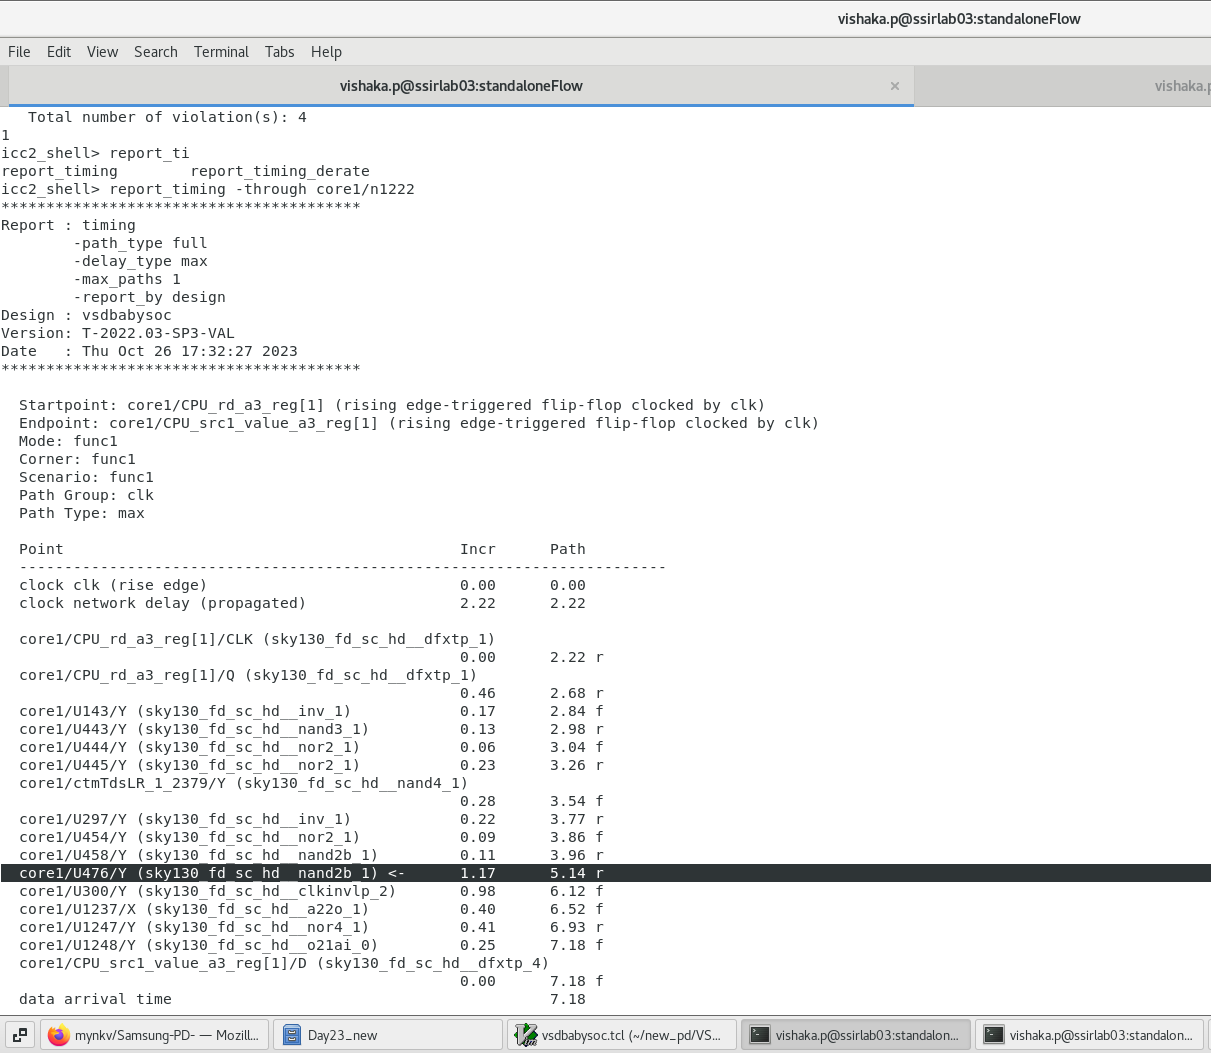 vishaka.p@ssirlab03:standaloneFlow
File Edit View Search Terminal Tabs Help
vishaka.p@ssirlab03:standaloneFlow × vishaka.p
   Total number of violation(s): 4
1
icc2_shell> report_ti
report_timing        report_timing_derate
icc2_shell> report_timing -through core1/n1222
****************************************
Report : timing
        -path_type full
        -delay_type max
        -max_paths 1
        -report_by design
Design : vsdbabysoc
Version: T-2022.03-SP3-VAL
Date   : Thu Oct 26 17:32:27 2023
****************************************
  Startpoint: core1/CPU_rd_a3_reg[1] (rising edge-triggered flip-flop clocked by clk)
  Endpoint: core1/CPU_src1_value_a3_reg[1] (rising edge-triggered flip-flop clocked by clk)
  Mode: func1
  Corner: func1
  Scenario: func1
  Path Group: clk
  Path Type: max
  Point                                            Incr      Path
  ------------------------------------------------------------------------
  clock clk (rise edge)                            0.00      0.00
  clock network delay (propagated)                 2.22      2.22
  core1/CPU_rd_a3_reg[1]/CLK (sky130_fd_sc_hd__dfxtp_1)
                                                   0.00      2.22 r
  core1/CPU_rd_a3_reg[1]/Q (sky130_fd_sc_hd__dfxtp_1)
                                                   0.46      2.68 r
  core1/U143/Y (sky130_fd_sc_hd__inv_1)            0.17      2.84 f
  core1/U443/Y (sky130_fd_sc_hd__nand3_1)          0.13      2.98 r
  core1/U444/Y (sky130_fd_sc_hd__nor2_1)           0.06      3.04 f
  core1/U445/Y (sky130_fd_sc_hd__nor2_1)           0.23      3.26 r
  core1/ctmTdsLR_1_2379/Y (sky130_fd_sc_hd__nand4_1)
                                                   0.28      3.54 f
  core1/U297/Y (sky130_fd_sc_hd__inv_1)            0.22      3.77 r
  core1/U454/Y (sky130_fd_sc_hd__nor2_1)           0.09      3.86 f
  core1/U458/Y (sky130_fd_sc_hd__nand2b_1)         0.11      3.96 r
  core1/U476/Y (sky130_fd_sc_hd__nand2b_1) <-      1.17      5.14 r
  core1/U300/Y (sky130_fd_sc_hd__clkinvlp_2)       0.98      6.12 f
  core1/U1237/X (sky130_fd_sc_hd__a22o_1)          0.40      6.52 f
  core1/U1247/Y (sky130_fd_sc_hd__nor4_1)          0.41      6.93 r
  core1/U1248/Y (sky130_fd_sc_hd__o21ai_0)         0.25      7.18 f
  core1/CPU_src1_value_a3_reg[1]/D (sky130_fd_sc_hd__dfxtp_4)
                                                   0.00      7.18 f
  data arrival time                                          7.18
mynkv/Samsung-PD- — Mozill... Day23_new vsdbabysoc.tcl (~/new_pd/VS... vishaka.p@ssirlab03:standalon... vishaka.p@ssirlab03:standalon...